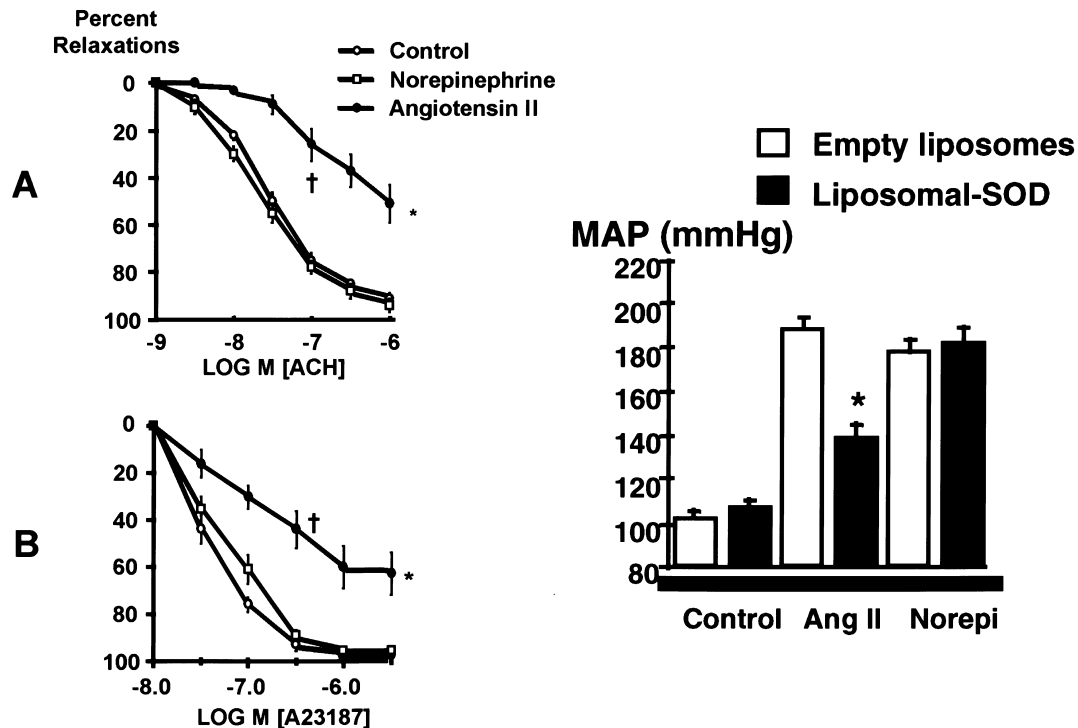 Percent
Relaxations
Control
Norepinephrine
Angiotensin II
A
0
20
40
60
80
100
†
*
-9
-8
-7
-6
LOG M [ACH]
B
0
20
40
60
80
100
†
*
-8.0
-7.0
-6.0
LOG M [A23187]
Empty liposomes
Liposomal-SOD
MAP (mmHg)
220
200
180
160
140
120
100
80
*
Control
Ang II
Norepi